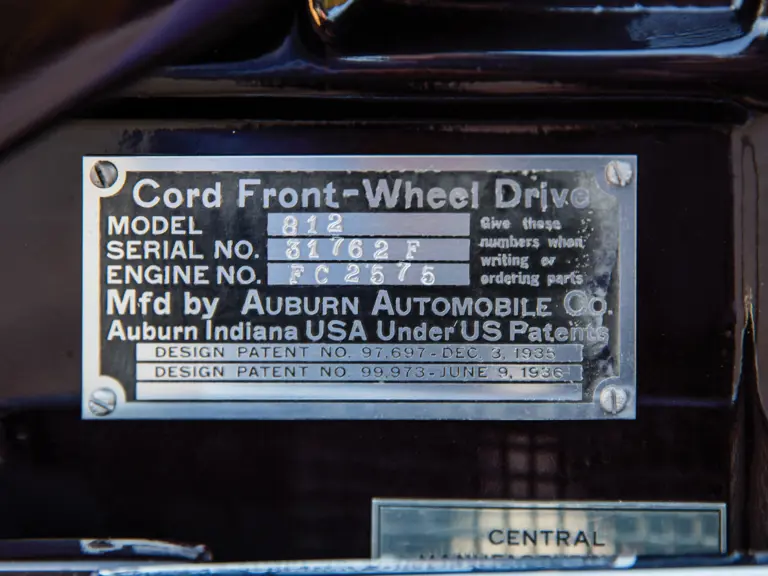 Cord Front-Wheel Drive
MODEL 812
SERIAL NO. 31762 F
ENGINE NO. FC 2575
Give these
numbers when
writing or
ordering parts
Mfd by AUBURN AUTOMOBILE CO.
Auburn Indiana USA Under US Patents
DESIGN PATENT NO. 97,697-DEC. 3, 1935
DESIGN PATENT NO. 99,973-JUNE 9, 1936
CENTRAL